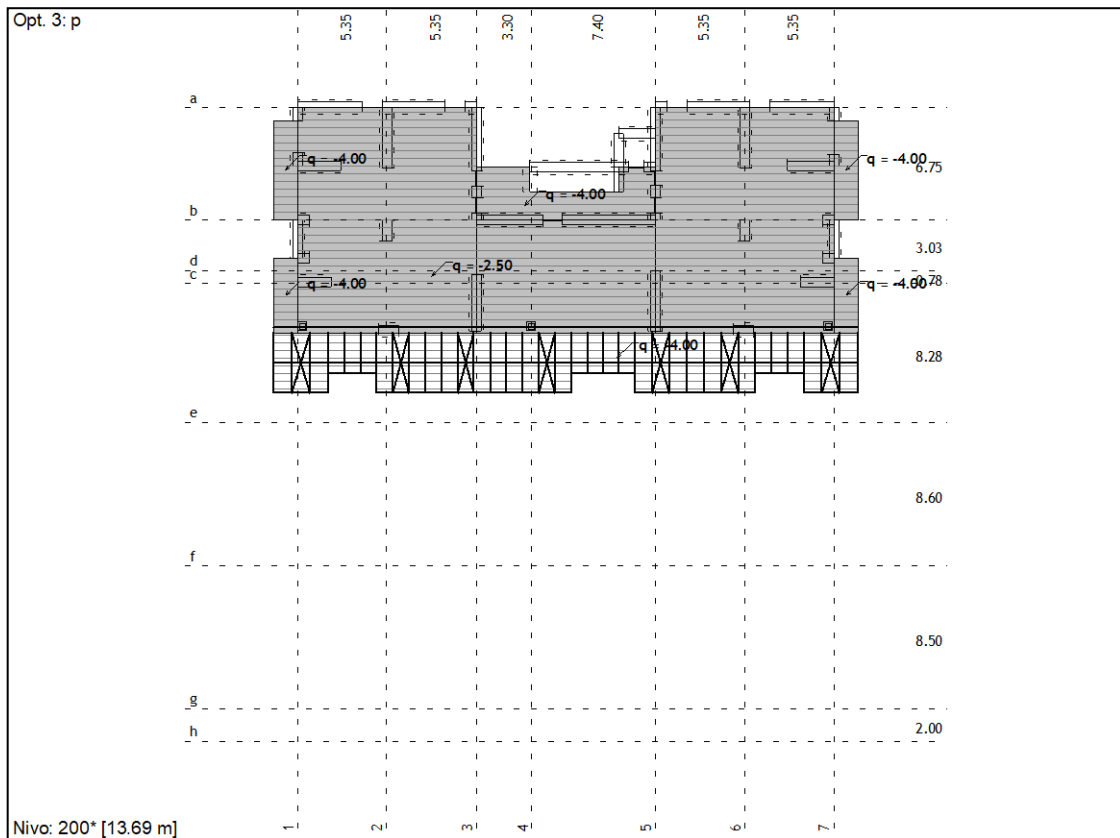 Opt. 3: p
5.35
5.35
3.30
7.40
5.35
5.35
a
q = -4.00
q = -4.00
6.75
q = -4.00
b
3.03
d
q = -2.50
c
q = -4.00
q = -4.00
0.78
q = -4.00
8.28
e
8.60
f
8.50
g
2.00
h
Nivo: 200* [13.69 m]
1
2
3
4
5
6
7